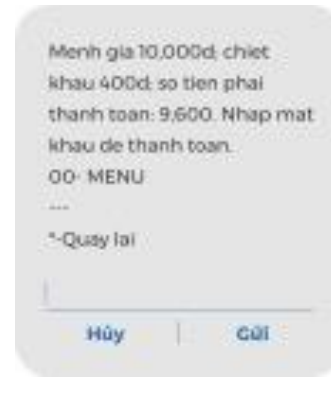 Menh gia 10,000d; chiet
khau 400d; so tien phai
thanh toan: 9,600. Nhap mat
khau de thanh toan.
00- MENU
---
*-Quay lai
Hủy
Gửi